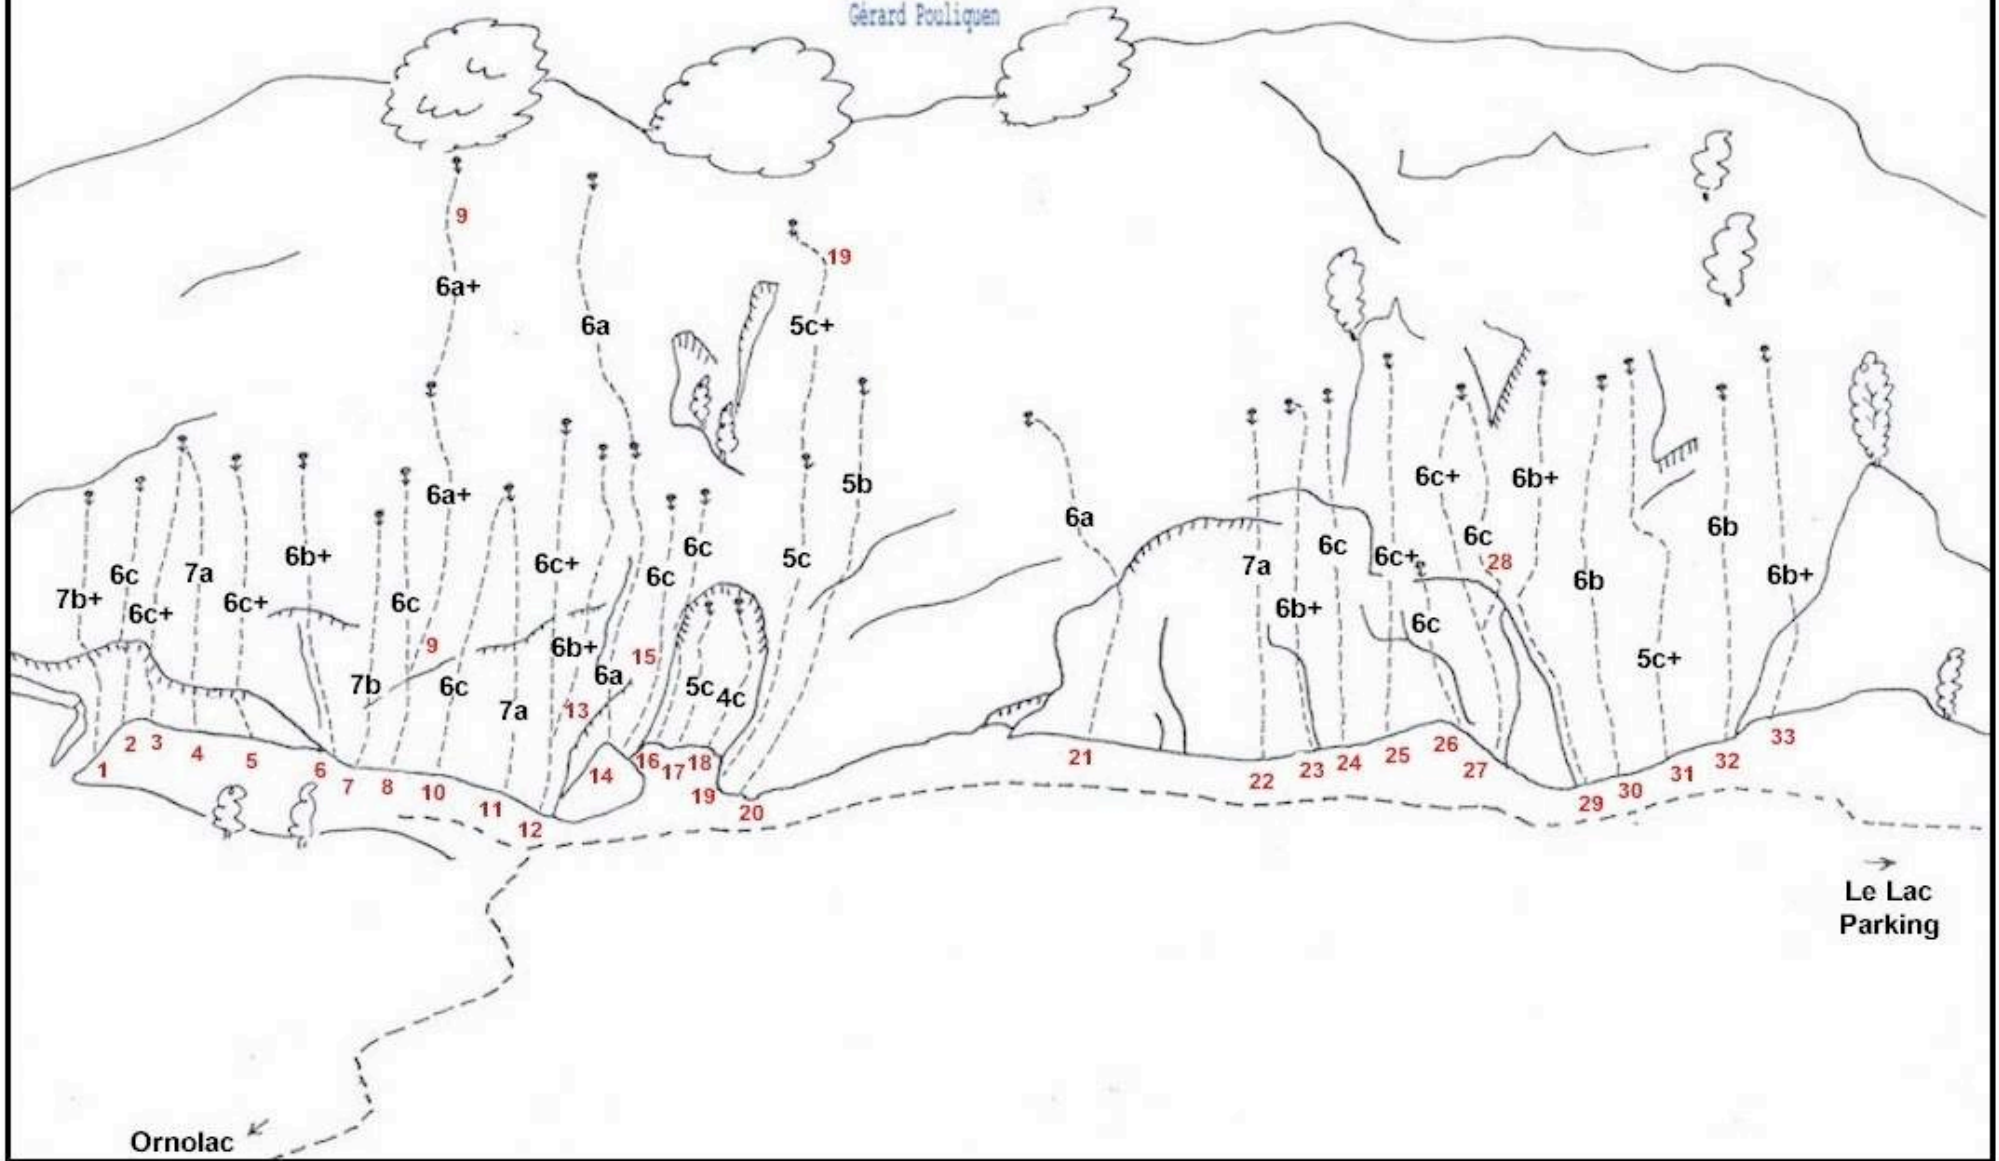 Gérard Pouliquen
9
19
6a+
6a
5c+
6a+
5b
6c+
6b+
6a
6b+
6c
6c
6c
6c+
5c
6c+
7a
6b
7b+
6c
6c+
7a
6c+
6c
6c
28
6b
6b+
6b+
6c
9
6b+
15
5c+
7b
6c
6a
5c
4c
7a
13
1
2
3
4
5
6
7
8
10
11
12
14
16
17
18
19
20
21
22
23
24
25
26
27
29
30
31
32
33
Le Lac
Parking
Ornolac